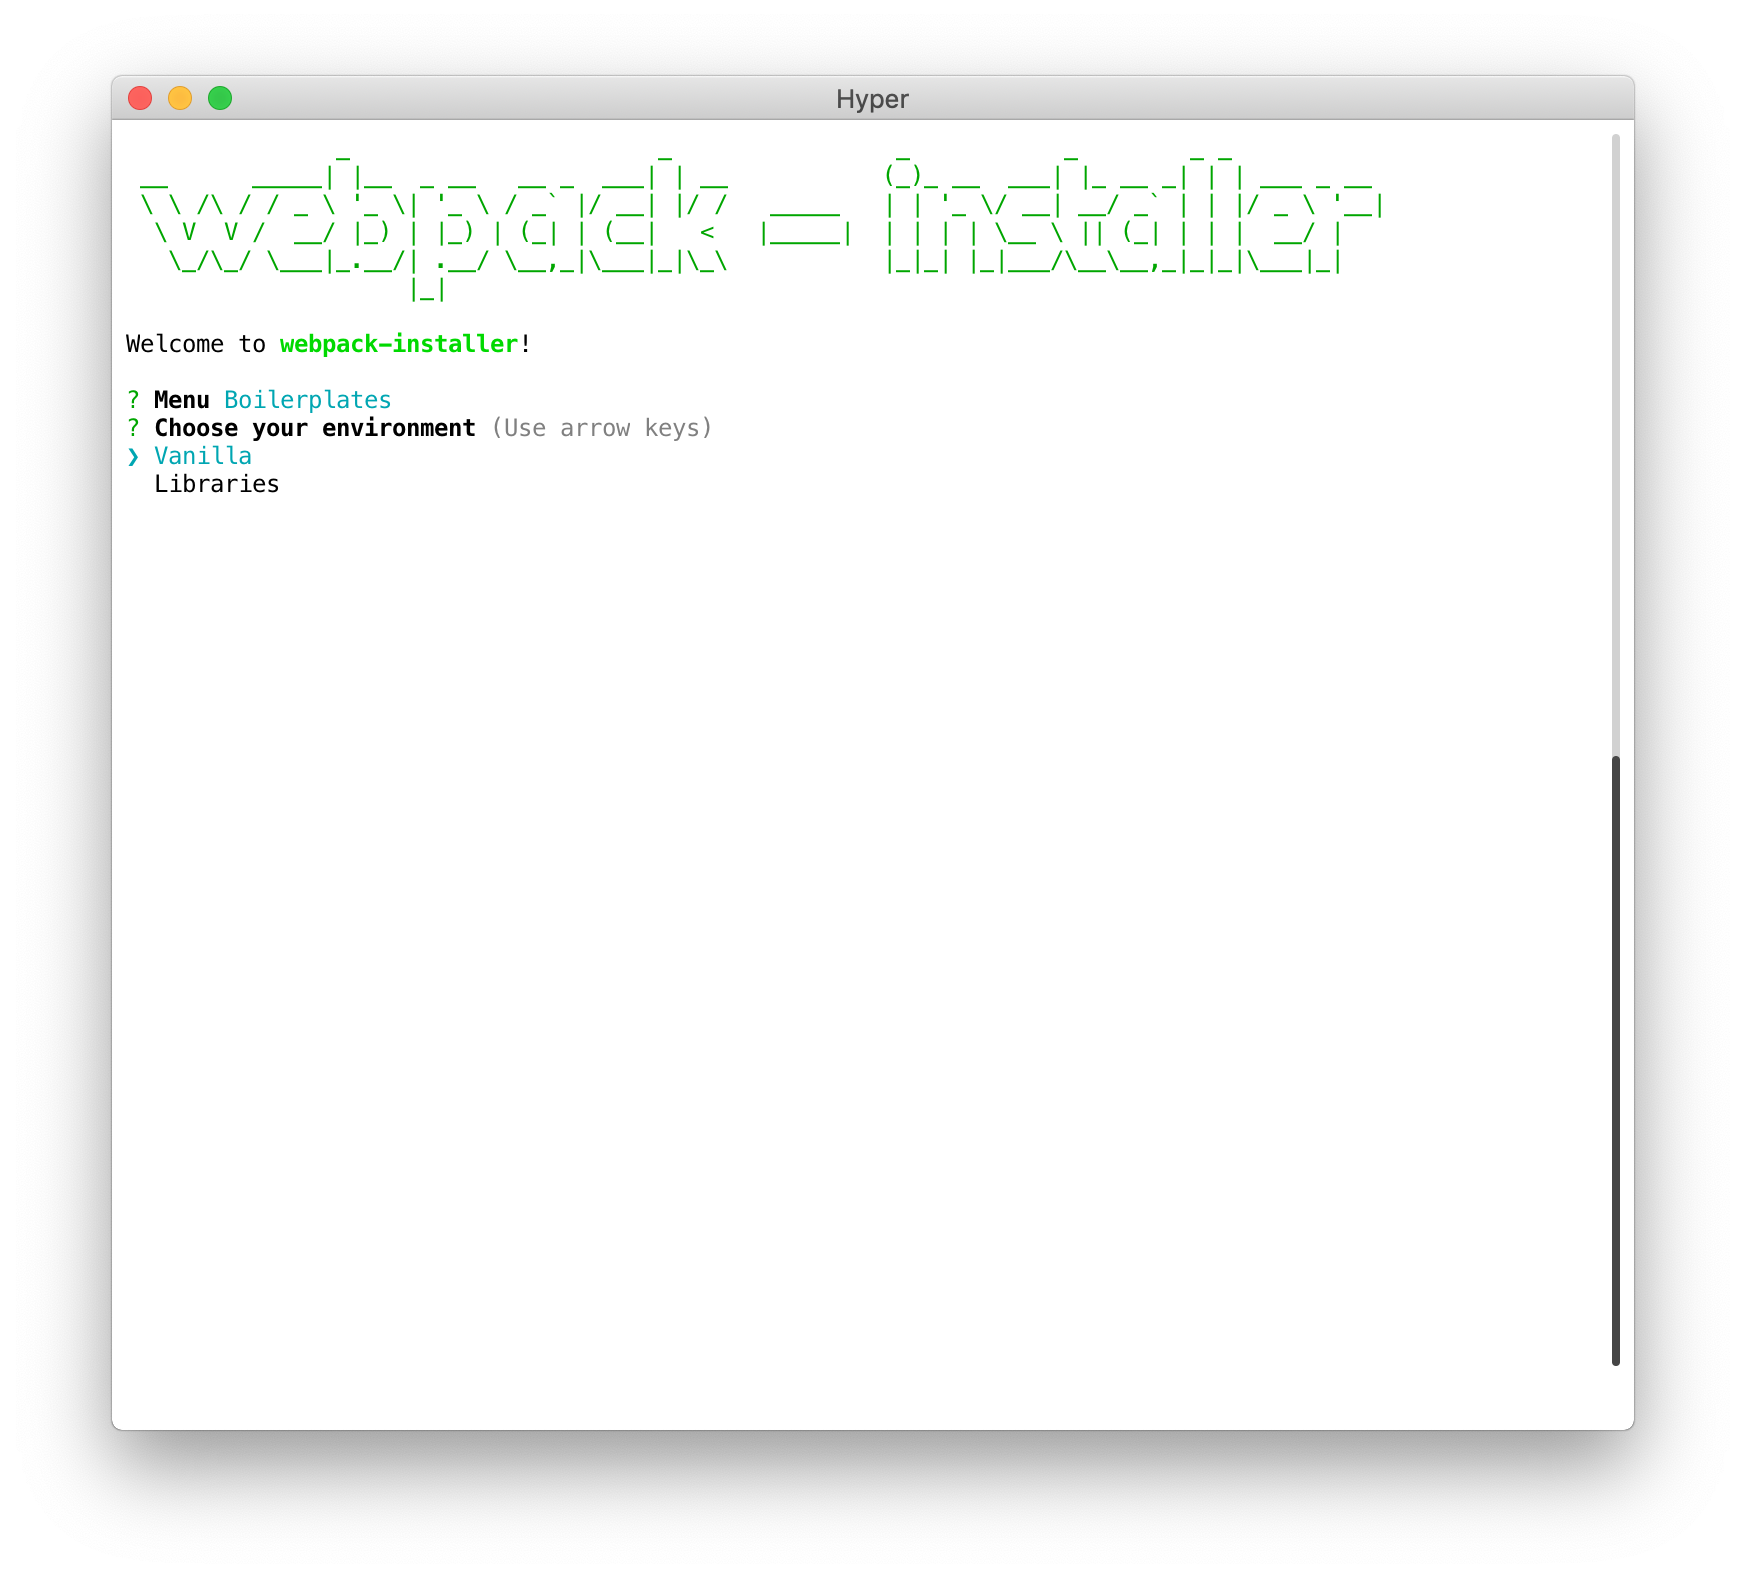 Hyper
webpack - installer
Welcome to webpack-installer!
? Menu Boilerplates
? Choose your environment (Use arrow keys)
❯ Vanilla
Libraries